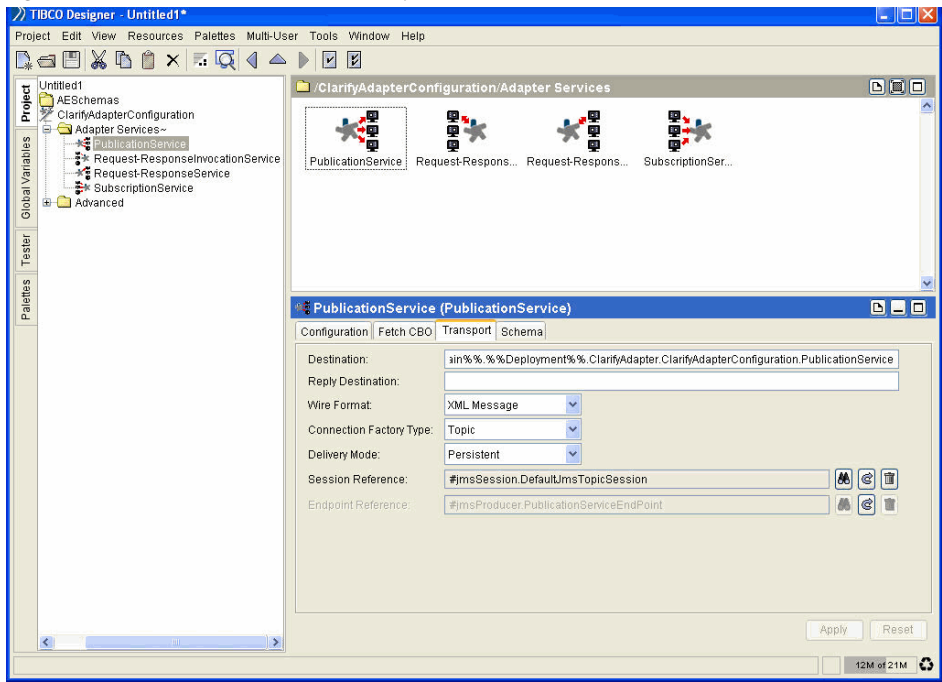 TIBCO Designer - Untitled1*
Project Edit View Resources Palettes Multi-User Tools Window Help
Project
Global Variables
Tester
Palettes
Untitled1
AESchemas
ClarifyAdapterConfiguration
Adapter Services~
PublicationService
Request-ResponseInvocationService
Request-ResponseService
SubscriptionService
Advanced
/ClarifyAdapterConfiguration/Adapter Services
PublicationService Request-Respons... Request-Respons... SubscriptionSer...
PublicationService (PublicationService)
Configuration Fetch CBO Transport Schema
Destination: ain%%.%%Deployment%%.ClarifyAdapter.ClarifyAdapterConfiguration.PublicationService
Reply Destination:
Wire Format: XML Message
Connection Factory Type: Topic
Delivery Mode: Persistent
Session Reference: #jmsSession.DefaultJmsTopicSession
Endpoint Reference: #jmsProducer.PublicationServiceEndPoint
Apply Reset
12M of 21M